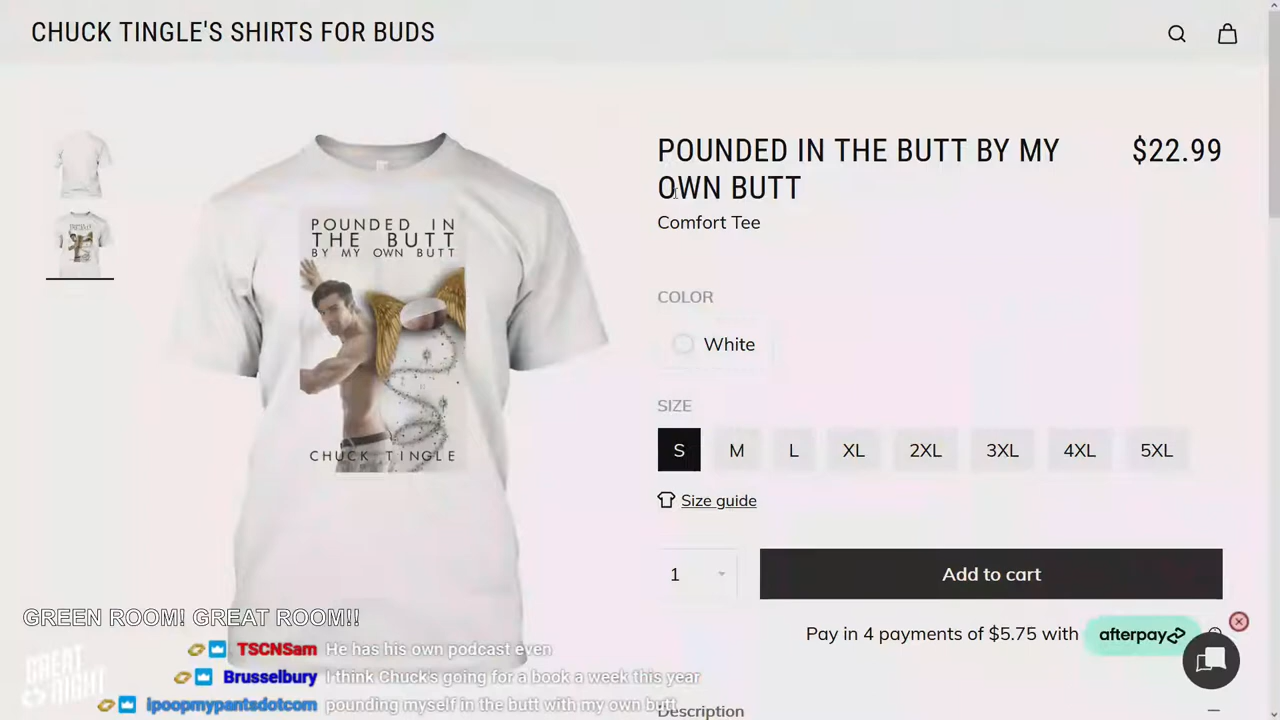 CHUCK TINGLE'S SHIRTS FOR BUDS
POUNDED IN
THE BUTT
BY MY OWN BUTT
CHUCK TINGLE
POUNDED IN THE BUTT BY MY
OWN BUTT
$22.99
Comfort Tee
COLOR
White
SIZE
S M L XL 2XL 3XL 4XL 5XL
Size guide
1
Add to cart
Pay in 4 payments of $5.75 with afterpay
Description
GREEN ROOM! GREAT ROOM!!
GREAT
NIGHT
TSCNSam He has his own podcast even
Brusselbury I think Chuck's going for a book a week this year
ipoopmypantsdotcom pounding myself in the butt with my own butt